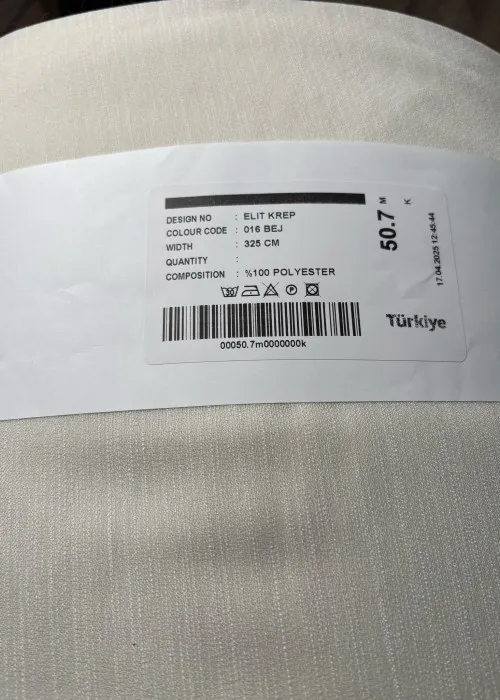 DESIGN NO : ELIT KREP
COLOUR CODE : 016 BEJ
WIDTH : 325 CM
QUANTITY :
COMPOSITION : %100 POLYESTER
30 P
00050.7m0000000k
50.7 M
K
17.04.2025 12:45:44
Türkiye